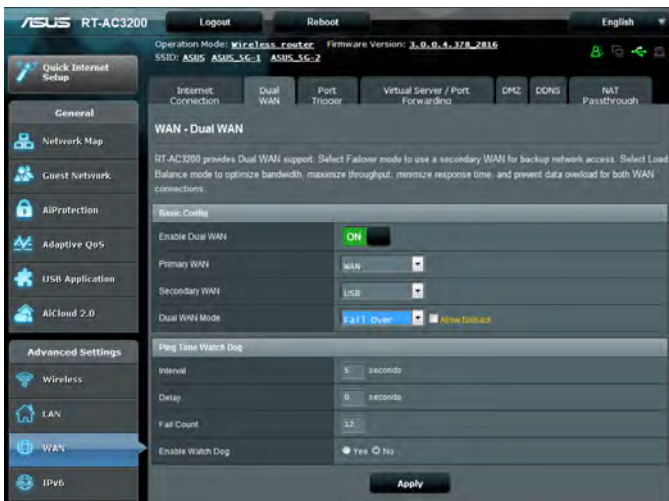 ASUS RT-AC3200 Logout Reboot English
Operation Mode: Wireless router Firmware Version: 3.0.0.4.378_2816
SSID: ASUS ASUS_5G-1 ASUS_5G-2
Quick Internet Setup
General
Network Map
Guest Network
AiProtection
Adaptive QoS
USB Application
AiCloud 2.0
Advanced Settings
Wireless
LAN
WAN
IPv6
Internet Connection
Dual WAN
Port Trigger
Virtual Server / Port Forwarding
DMZ
DDNS
NAT Passthrough
WAN - Dual WAN
RT-AC3200 provides Dual WAN support. Select Failover mode to use a secondary WAN for backup network access. Select Load
Balance mode to optimize bandwidth, maximize throughput, minimize response time, and prevent data overload for both WAN
connections.
Basic Config
Enable Dual WAN ON
Primary WAN WAN
Secondary WAN USB
Dual WAN Mode Fail Over Allow failback
Ping Time Watch Dog
Interval 5 seconds
Delay 0 seconds
Fail Count 12
Enable Watch Dog Yes No
Apply